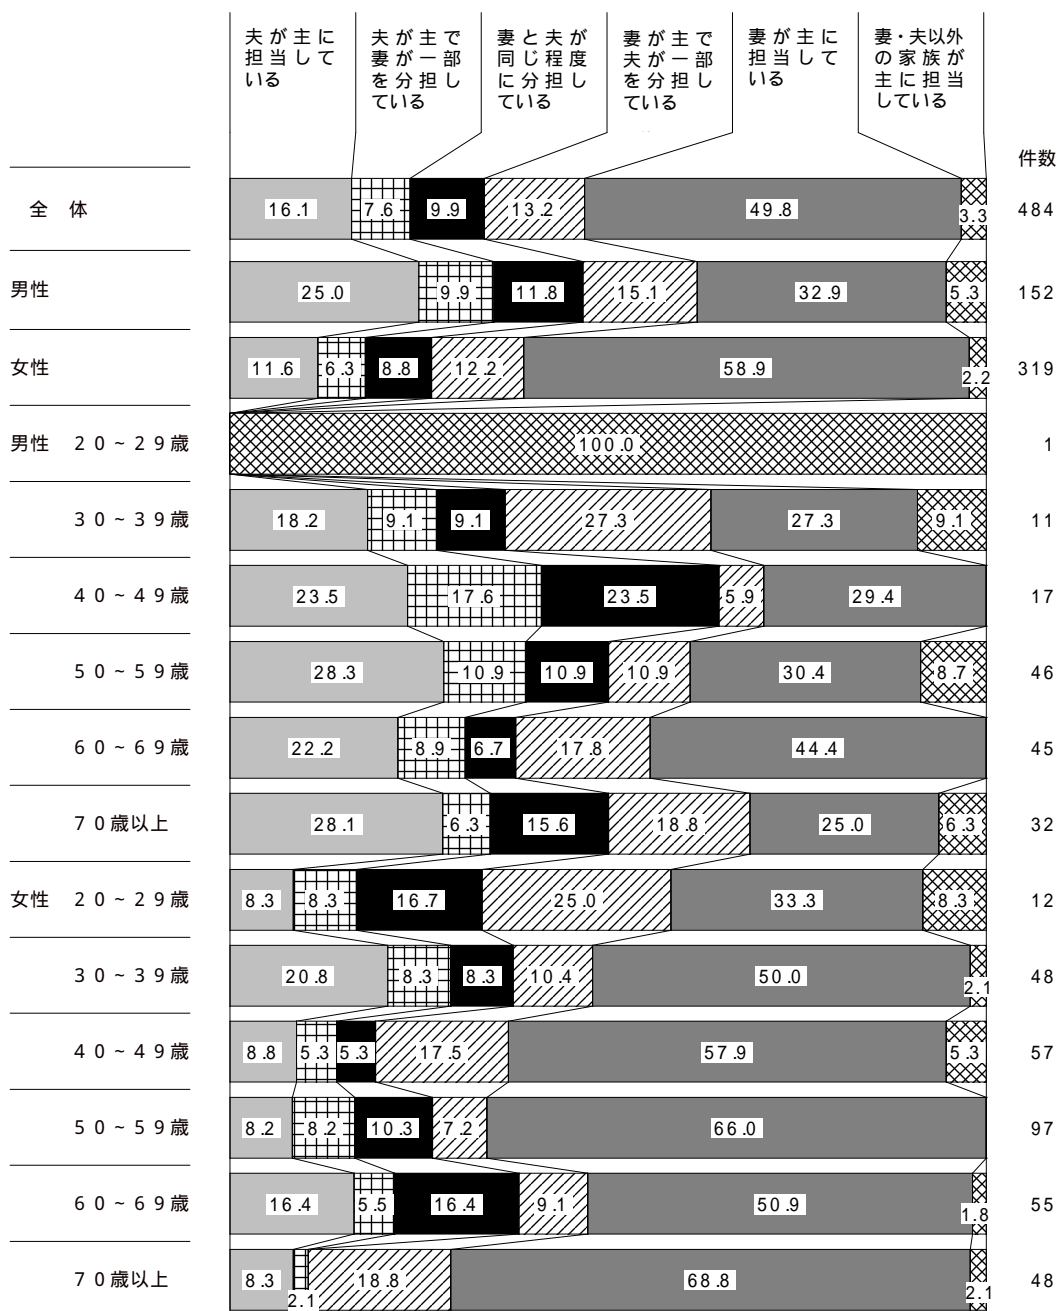 夫が主に
担当して
いる
夫が主で
妻が一部
を分担し
ている
妻と夫が
同じ程度
に分担し
ている
妻が主で
夫が一部
を分担し
ている
妻が主に
担当して
いる
妻・夫以外
の家族が
主に担当
している
件数
全 体 16.1 7.6 9.9 13.2 49.8 3.3 484
男性 25.0 9.9 11.8 15.1 32.9 5.3 152
女性 11.6 6.3 8.8 12.2 58.9 2.2 319
男性 20~29歳 100.0 1
30~39歳 18.2 9.1 9.1 27.3 27.3 9.1 11
40~49歳 23.5 17.6 23.5 5.9 29.4 17
50~59歳 28.3 10.9 10.9 10.9 30.4 8.7 46
60~69歳 22.2 8.9 6.7 17.8 44.4 45
70歳以上 28.1 6.3 15.6 18.8 25.0 6.3 32
女性 20~29歳 8.3 8.3 16.7 25.0 33.3 8.3 12
30~39歳 20.8 8.3 8.3 10.4 50.0 2.1 48
40~49歳 8.8 5.3 5.3 17.5 57.9 5.3 57
50~59歳 8.2 8.2 10.3 7.2 66.0 97
60~69歳 16.4 5.5 16.4 9.1 50.9 1.8 55
70歳以上 8.3 2.1 18.8 68.8 2.1 48